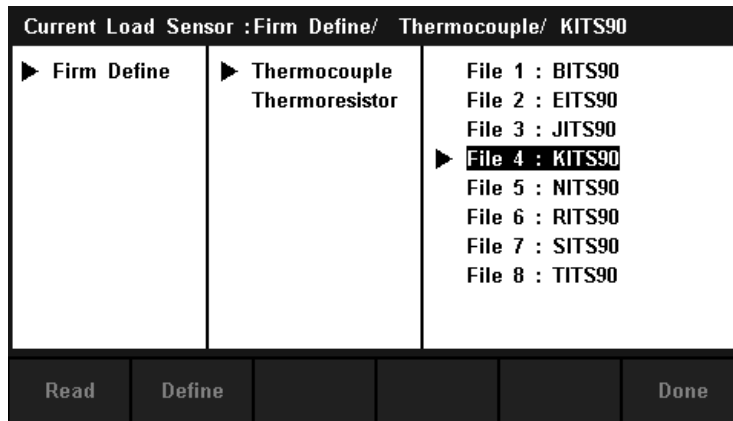 Current Load Sensor :Firm Define/ Thermocouple/ KITS90
Firm Define
Thermocouple
Thermoresistor
File 1 : BITS90
File 2 : EITS90
File 3 : JITS90
File 4 : KITS90
File 5 : NITS90
File 6 : RITS90
File 7 : SITS90
File 8 : TITS90
Read Define Done